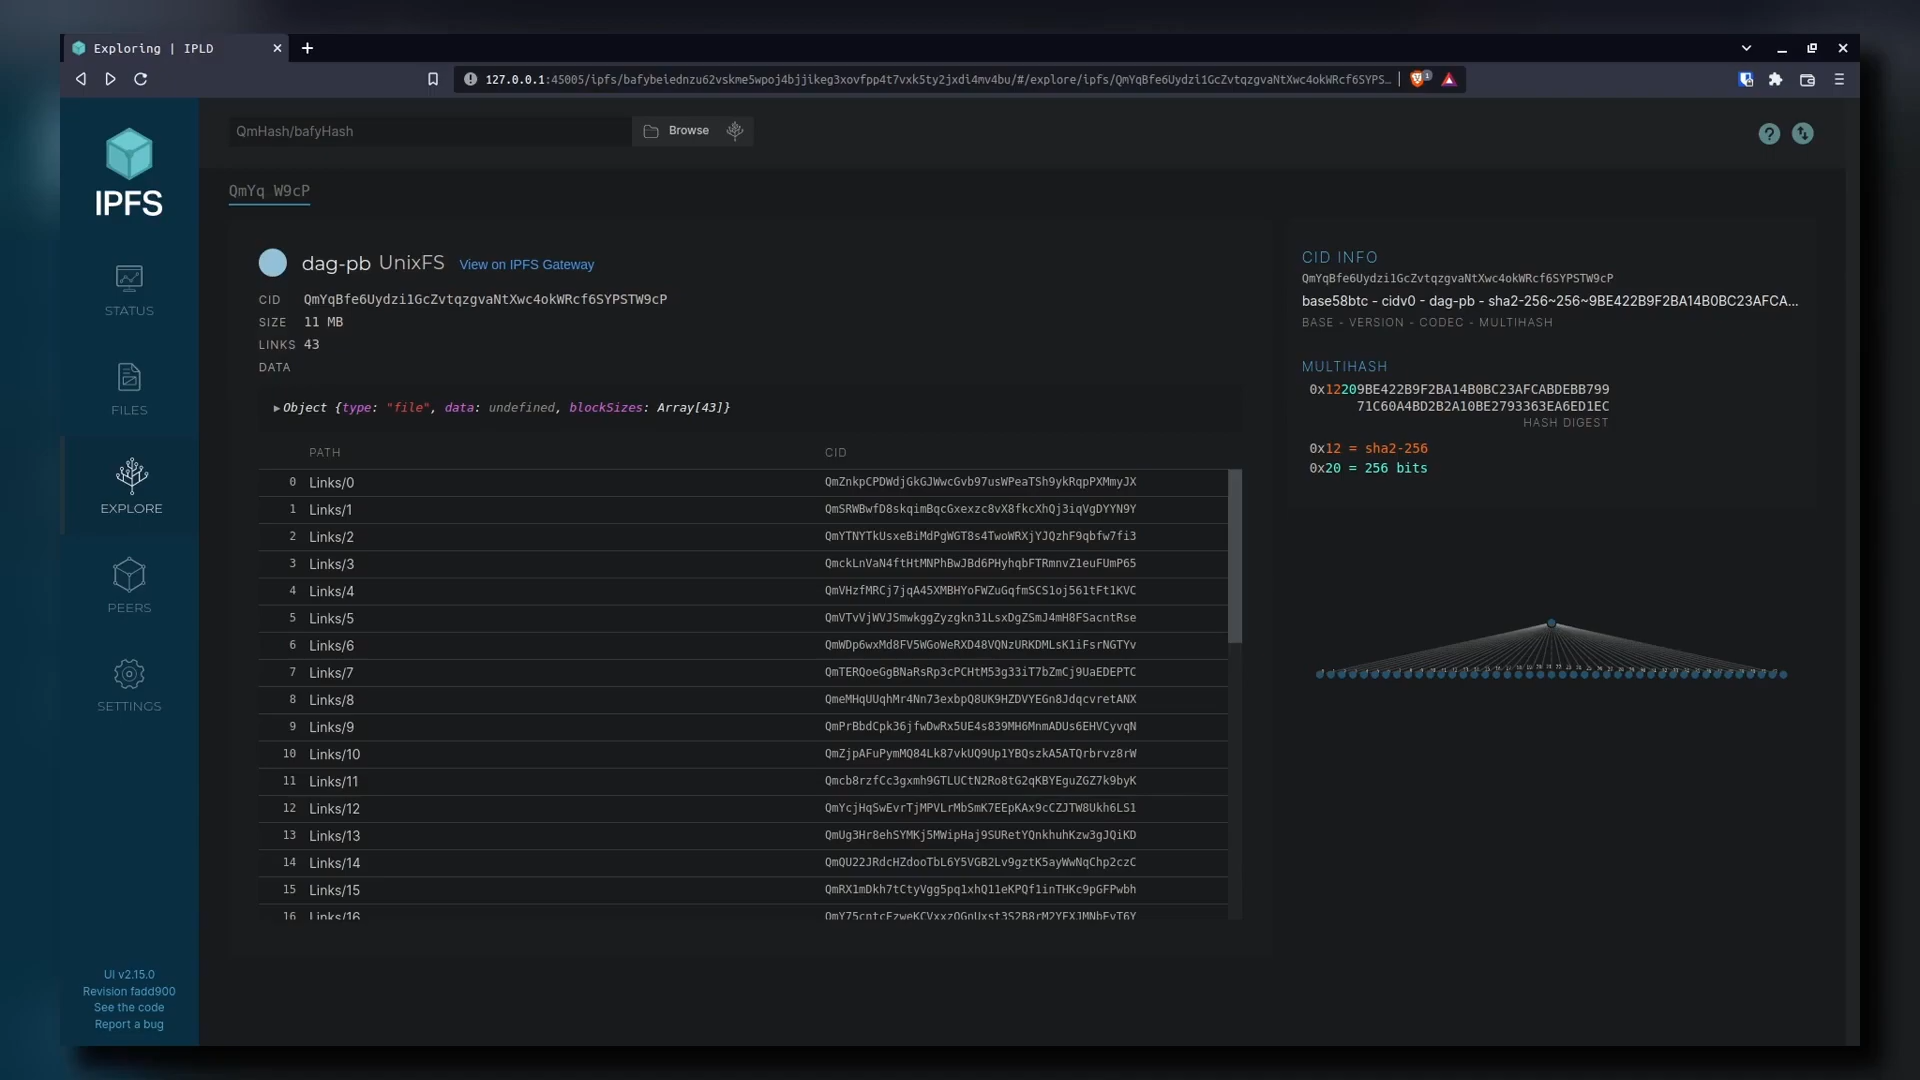 Exploring | IPLD
127.0.0.1:45005/ipfs/bafybeiednzu62vskme5wpoj4bjjikeg3xovfpp4t7vxk5ty2jxdi4mv4bu/#/explore/ipfs/QmYqBfe6Uydzi1GcZvtqzgvaNtXwc4okWRcf6SYPS…
1
IPFS
STATUS
FILES
EXPLORE
PEERS
SETTINGS
UI v2.15.0
Revision fadd900
See the code
Report a bug
QmHash/bafyHash
Browse
QmYq W9cP
dag-pb UnixFS View on IPFS Gateway
CID QmYqBfe6Uydzi1GcZvtqzgvaNtXwc4okWRcf6SYPSTW9cP
SIZE 11 MB
LINKS 43
DATA
Object {type: "file", data: undefined, blockSizes: Array[43]}
PATH CID
0 Links/0 QmZnkpCPDWdjGkGJWwcGvb97usWPeaTSh9ykRqpPXMmyJX
1 Links/1 QmSRWBwfD8skqimBqcGxexzc8vX8fkcXhQj3iqVgDYYN9Y
2 Links/2 QmYTNYTkUsxeBiMdPgWGT8s4TwoWRXjYJQzhF9qbfw7fi3
3 Links/3 QmckLnVaN4ftHtMNPhBwJBd6PHyhqbFTRmnvZ1euFUmP65
4 Links/4 QmVHzfMRCj7jqA45XMBHYoFWZuGqfmSCS1oj561tFt1KVC
5 Links/5 QmVTvVjWVJSmwkggZyzgkn31LsxDgZSmJ4mH8FSacntRse
6 Links/6 QmWDp6wxMd8FV5WGoWeRXD48VQNzURKDMLsK1iFsrNGTYv
7 Links/7 QmTERQoeGgBNaRsRp3cPCHtM53g33iT7bZmCj9UaEDEPTC
8 Links/8 QmeMHqUUqhMr4Nn73exbpQ8UK9HZDVYEGn8JdqcvretANX
9 Links/9 QmPrBbdCpk36jfwDwRx5UE4s839MH6MnmADUs6EHVCyvqN
10 Links/10 QmZjpAFuPymMQ84Lk87vkUQ9Up1YBQszkA5ATQrbrvz8rW
11 Links/11 Qmcb8rzfCc3gxmh9GTLUCtN2Ro8tG2qKBYEguZGZ7k9byK
12 Links/12 QmYcjHqSwEvrTjMPVLrMbSmK7EEpKAx9cCZJTW8Ukh6LS1
13 Links/13 QmUg3Hr8ehSYMKj5MWipHaj9SURetYQnkhuhKzw3gJQiKD
14 Links/14 QmQU22JRdcHZdooTbL6Y5VGB2Lv9gztK5ayWwNqChp2czC
15 Links/15 QmRX1mDkh7tCtyVgg5pq1xhQ11eKPQf1inTHKc9pGFPwbh
16 Links/16
CID INFO
QmYqBfe6Uydzi1GcZvtqzgvaNtXwc4okWRcf6SYPSTW9cP
base58btc - cidv0 - dag-pb - sha2-256~256~9BE422B9F2BA14B0BC23AFCA...
BASE - VERSION - CODEC - MULTIHASH
MULTIHASH
0x12209BE422B9F2BA14B0BC23AFCABDEBB799
71C60A4BD2B2A10BE2793363EA6ED1EC
HASH DIGEST
0x12 = sha2-256
0x20 = 256 bits